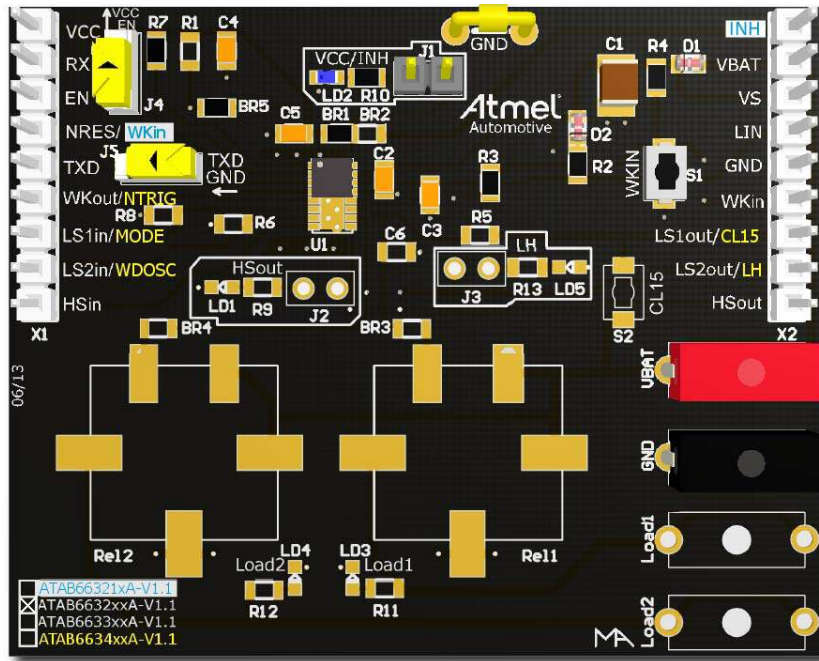 VCC
EN
R7
R1
C4
VCC
RX
EN
J4
BR5
NRES/WKin
J5
TXD
TXD
GND
WKout/NTRIG
R8
R6
LS1in/MODE
LS2in/WDOSC
HSin
X1
VCC/INH
J1
LD2
R10
GND
C5
BR1
BR2
Atmel
Automotive
C1
R4
D1
D2
R2
WKIN
S1
C2
R3
C3
U1
C6
R5
LH
J3
R13
LD5
HSout
LD1
R9
J2
BR4
BR3
INH
VBAT
VS
LIN
GND
WKin
LS1out/CL15
LS2out/LH
HSout
X2
CL15
S2
06/13
VBAT
GND
Rel2
Rel1
Load2
LD4
LD3
Load1
R12
R11
Load1
Load2
ATAB66321xA-V1.1
ATAB6632xxA-V1.1
ATAB6633xxA-V1.1
ATAB6634xxA-V1.1
MA